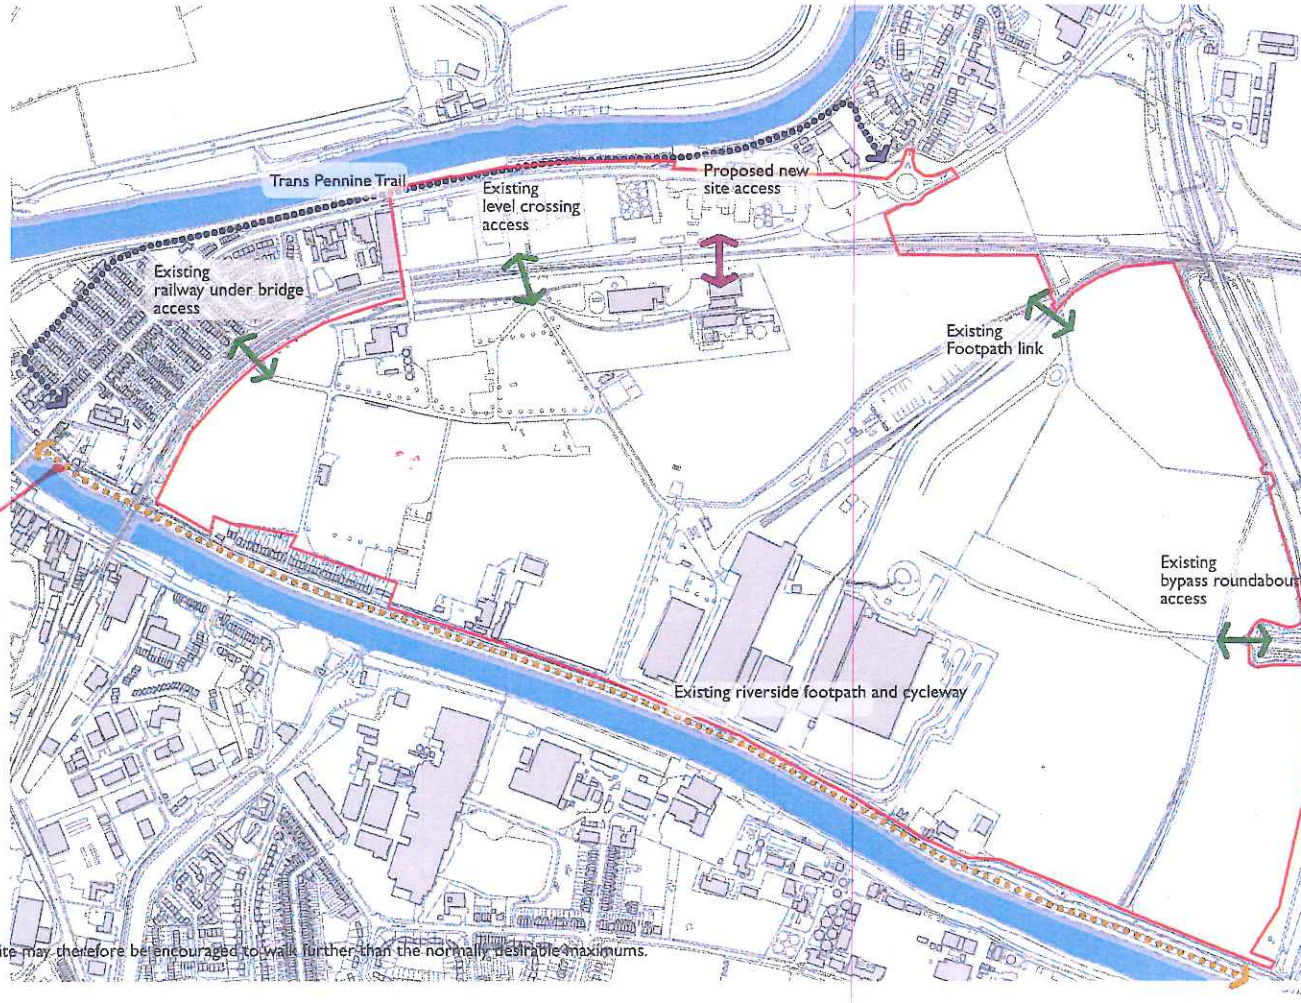 Trans Pennine Trail
Existing
level crossing
access
Proposed new
site access
Existing
railway under bridge
access
Existing
Footpath link
Existing
bypass roundabout
access
Existing riverside footpath and cycleway
ite may therefore be encouraged to walk further than the normally desirable maximums.